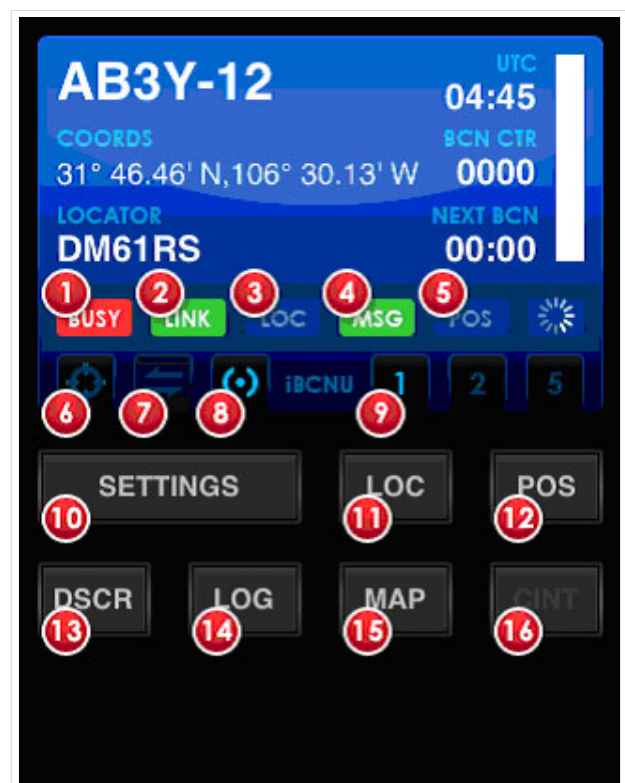 AB3Y-12 UTC
04:45
COORDS BCN CTR
31° 46.46' N,106° 30.13' W 0000
LOCATOR NEXT BCN
DM61RS 00:00
1 2 3 4 5
BUSY LINK LOC MSG POS
iBCNU 1 2 5
6 7 8 9
SETTINGS LOC POS
10 11 12
DSCR LOG MAP CINT
13 14 15 16